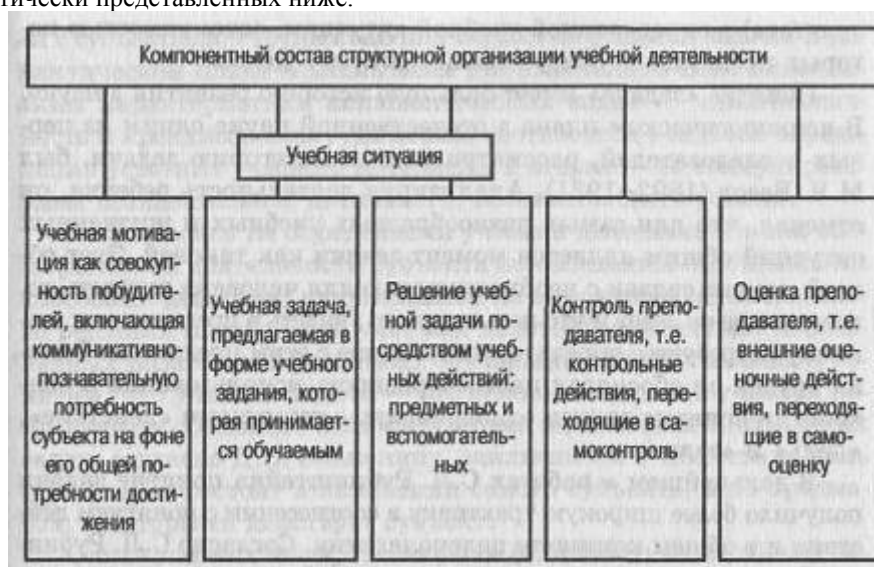 тически представленных ниже.
Компонентный состав структурной организации учебной деятельности
Учебная ситуация
Учебная мотива-
ция как совокуп-
ность побудите-
лей, включающая
коммуникативно-
познавательную
потребность
субъекта на фоне
его общей по-
требности дости-
жения
Учебная задача,
предлагаемая в
форме учебного
задания, кото-
рая принимает-
ся обучаемым
Решение учеб-
ной задачи по-
средством учеб-
ных действий:
предметных и
вспомогатель-
ных
Контроль препо-
давателя, т.е.
контрольные
действия, пере-
ходящие в са-
моконтроль
Оценка препо-
давателя, т.е.
внешние оце-
ночные дейст-
вия, переходя-
щие в само-
оценку